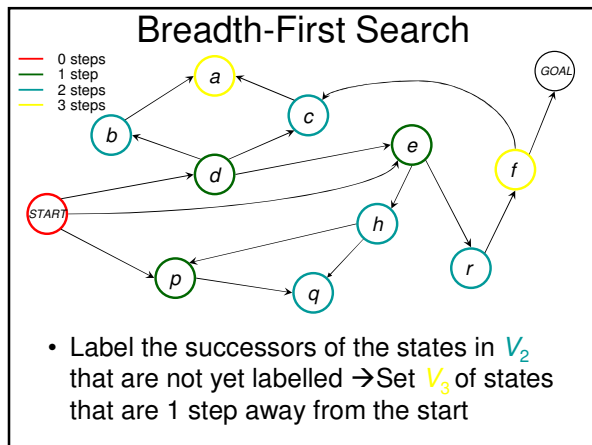 Breadth-First Search
0 steps
1 step
2 steps
3 steps
a
GOAL
b
c
e
d
f
START
h
r
p
q
• Label the successors of the states in V2
that are not yet labelled →Set V3 of states
that are 1 step away from the start